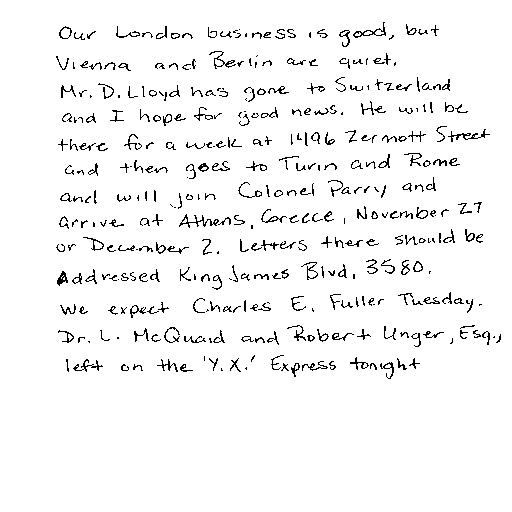 Our London business is good, but
Vienna and Berlin are quiet.
Mr. D. Lloyd has gone to Switzerland
and I hope for good news. He will be
there for a week at 1496 Zermott Street
and then goes to Turin and Rome
and will join Colonel Parry and
arrive at Athens, Greece, November 27
or December 2. Letters there should be
Addressed King James Blvd, 3580.
We expect Charles E. Fuller Tuesday.
Dr. L. McQuaid and Robert Unger, Esq.,
left on the 'Y.X.' Express tonight